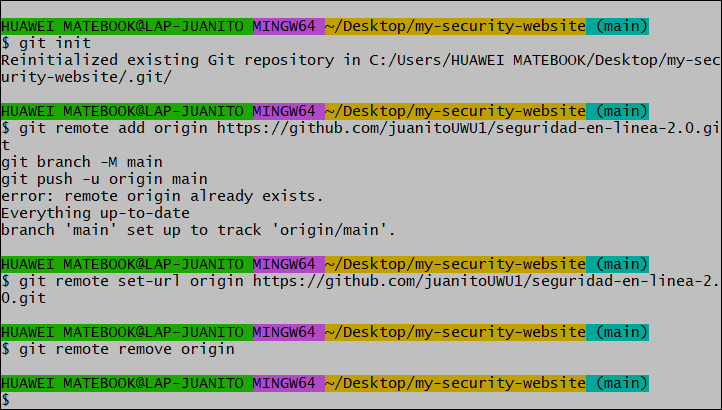 HUAWEI MATEBOOK@LAP-JUANITO MINGW64 ~/Desktop/my-security-website (main)
$ git init
Reinitialized existing Git repository in C:/Users/HUAWEI MATEBOOK/Desktop/my-sec
urity-website/.git/
HUAWEI MATEBOOK@LAP-JUANITO MINGW64 ~/Desktop/my-security-website (main)
$ git remote add origin https://github.com/juanitoUWU1/seguridad-en-linea-2.0.gi
t
git branch -M main
git push -u origin main
error: remote origin already exists.
Everything up-to-date
branch 'main' set up to track 'origin/main'.
HUAWEI MATEBOOK@LAP-JUANITO MINGW64 ~/Desktop/my-security-website (main)
$ git remote set-url origin https://github.com/juanitoUWU1/seguridad-en-linea-2.
0.git
HUAWEI MATEBOOK@LAP-JUANITO MINGW64 ~/Desktop/my-security-website (main)
$ git remote remove origin
HUAWEI MATEBOOK@LAP-JUANITO MINGW64 ~/Desktop/my-security-website (main)
$